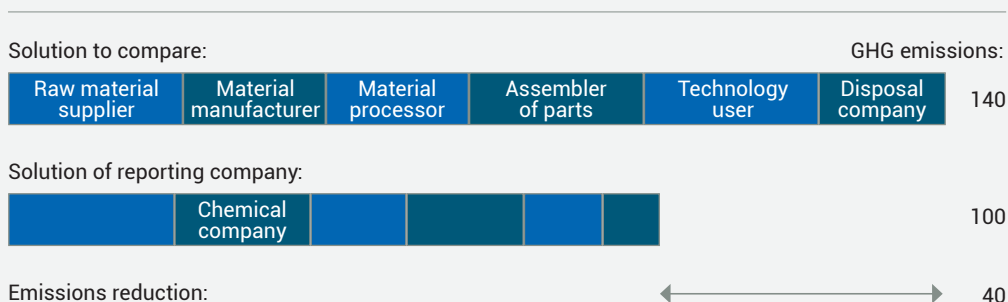 Solution to compare:
GHG emissions:
Raw material
supplier
Material
manufacturer
Material
processor
Assembler
of parts
Technology
user
Disposal
company
140
Solution of reporting company:
Chemical
company
100
Emissions reduction:
40